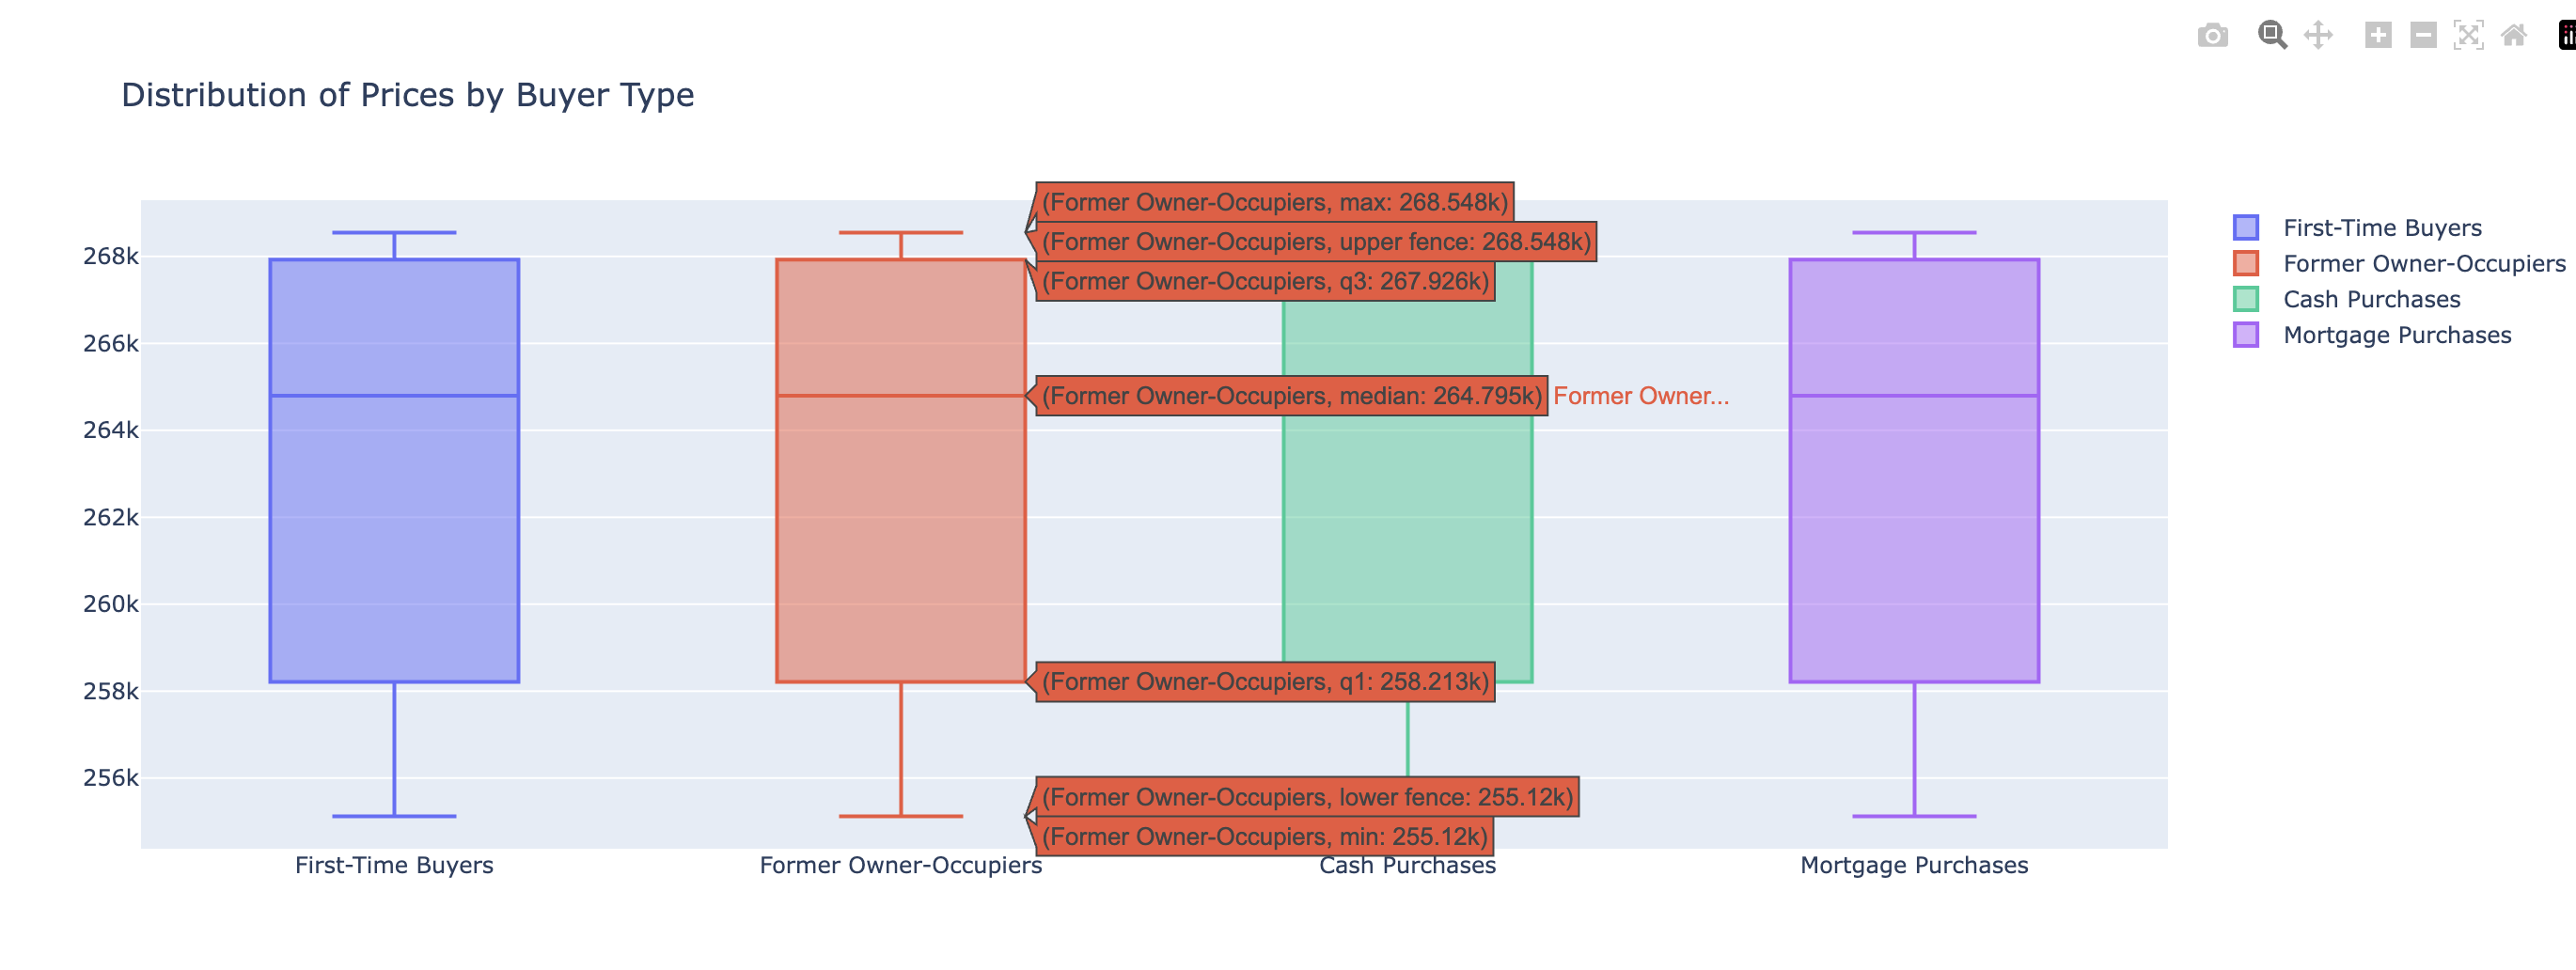 Distribution of Prices by Buyer Type
(Former Owner-Occupiers, max: 268.548k)
(Former Owner-Occupiers, upper fence: 268.548k)
(Former Owner-Occupiers, q3: 267.926k)
(Former Owner-Occupiers, median: 264.795k) Former Owner...
(Former Owner-Occupiers, q1: 258.213k)
(Former Owner-Occupiers, lower fence: 255.12k)
(Former Owner-Occupiers, min: 255.12k)
268k
266k
264k
262k
260k
258k
256k
First-Time Buyers
Former Owner-Occupiers
Cash Purchases
Mortgage Purchases
First-Time Buyers
Former Owner-Occupiers
Cash Purchases
Mortgage Purchases